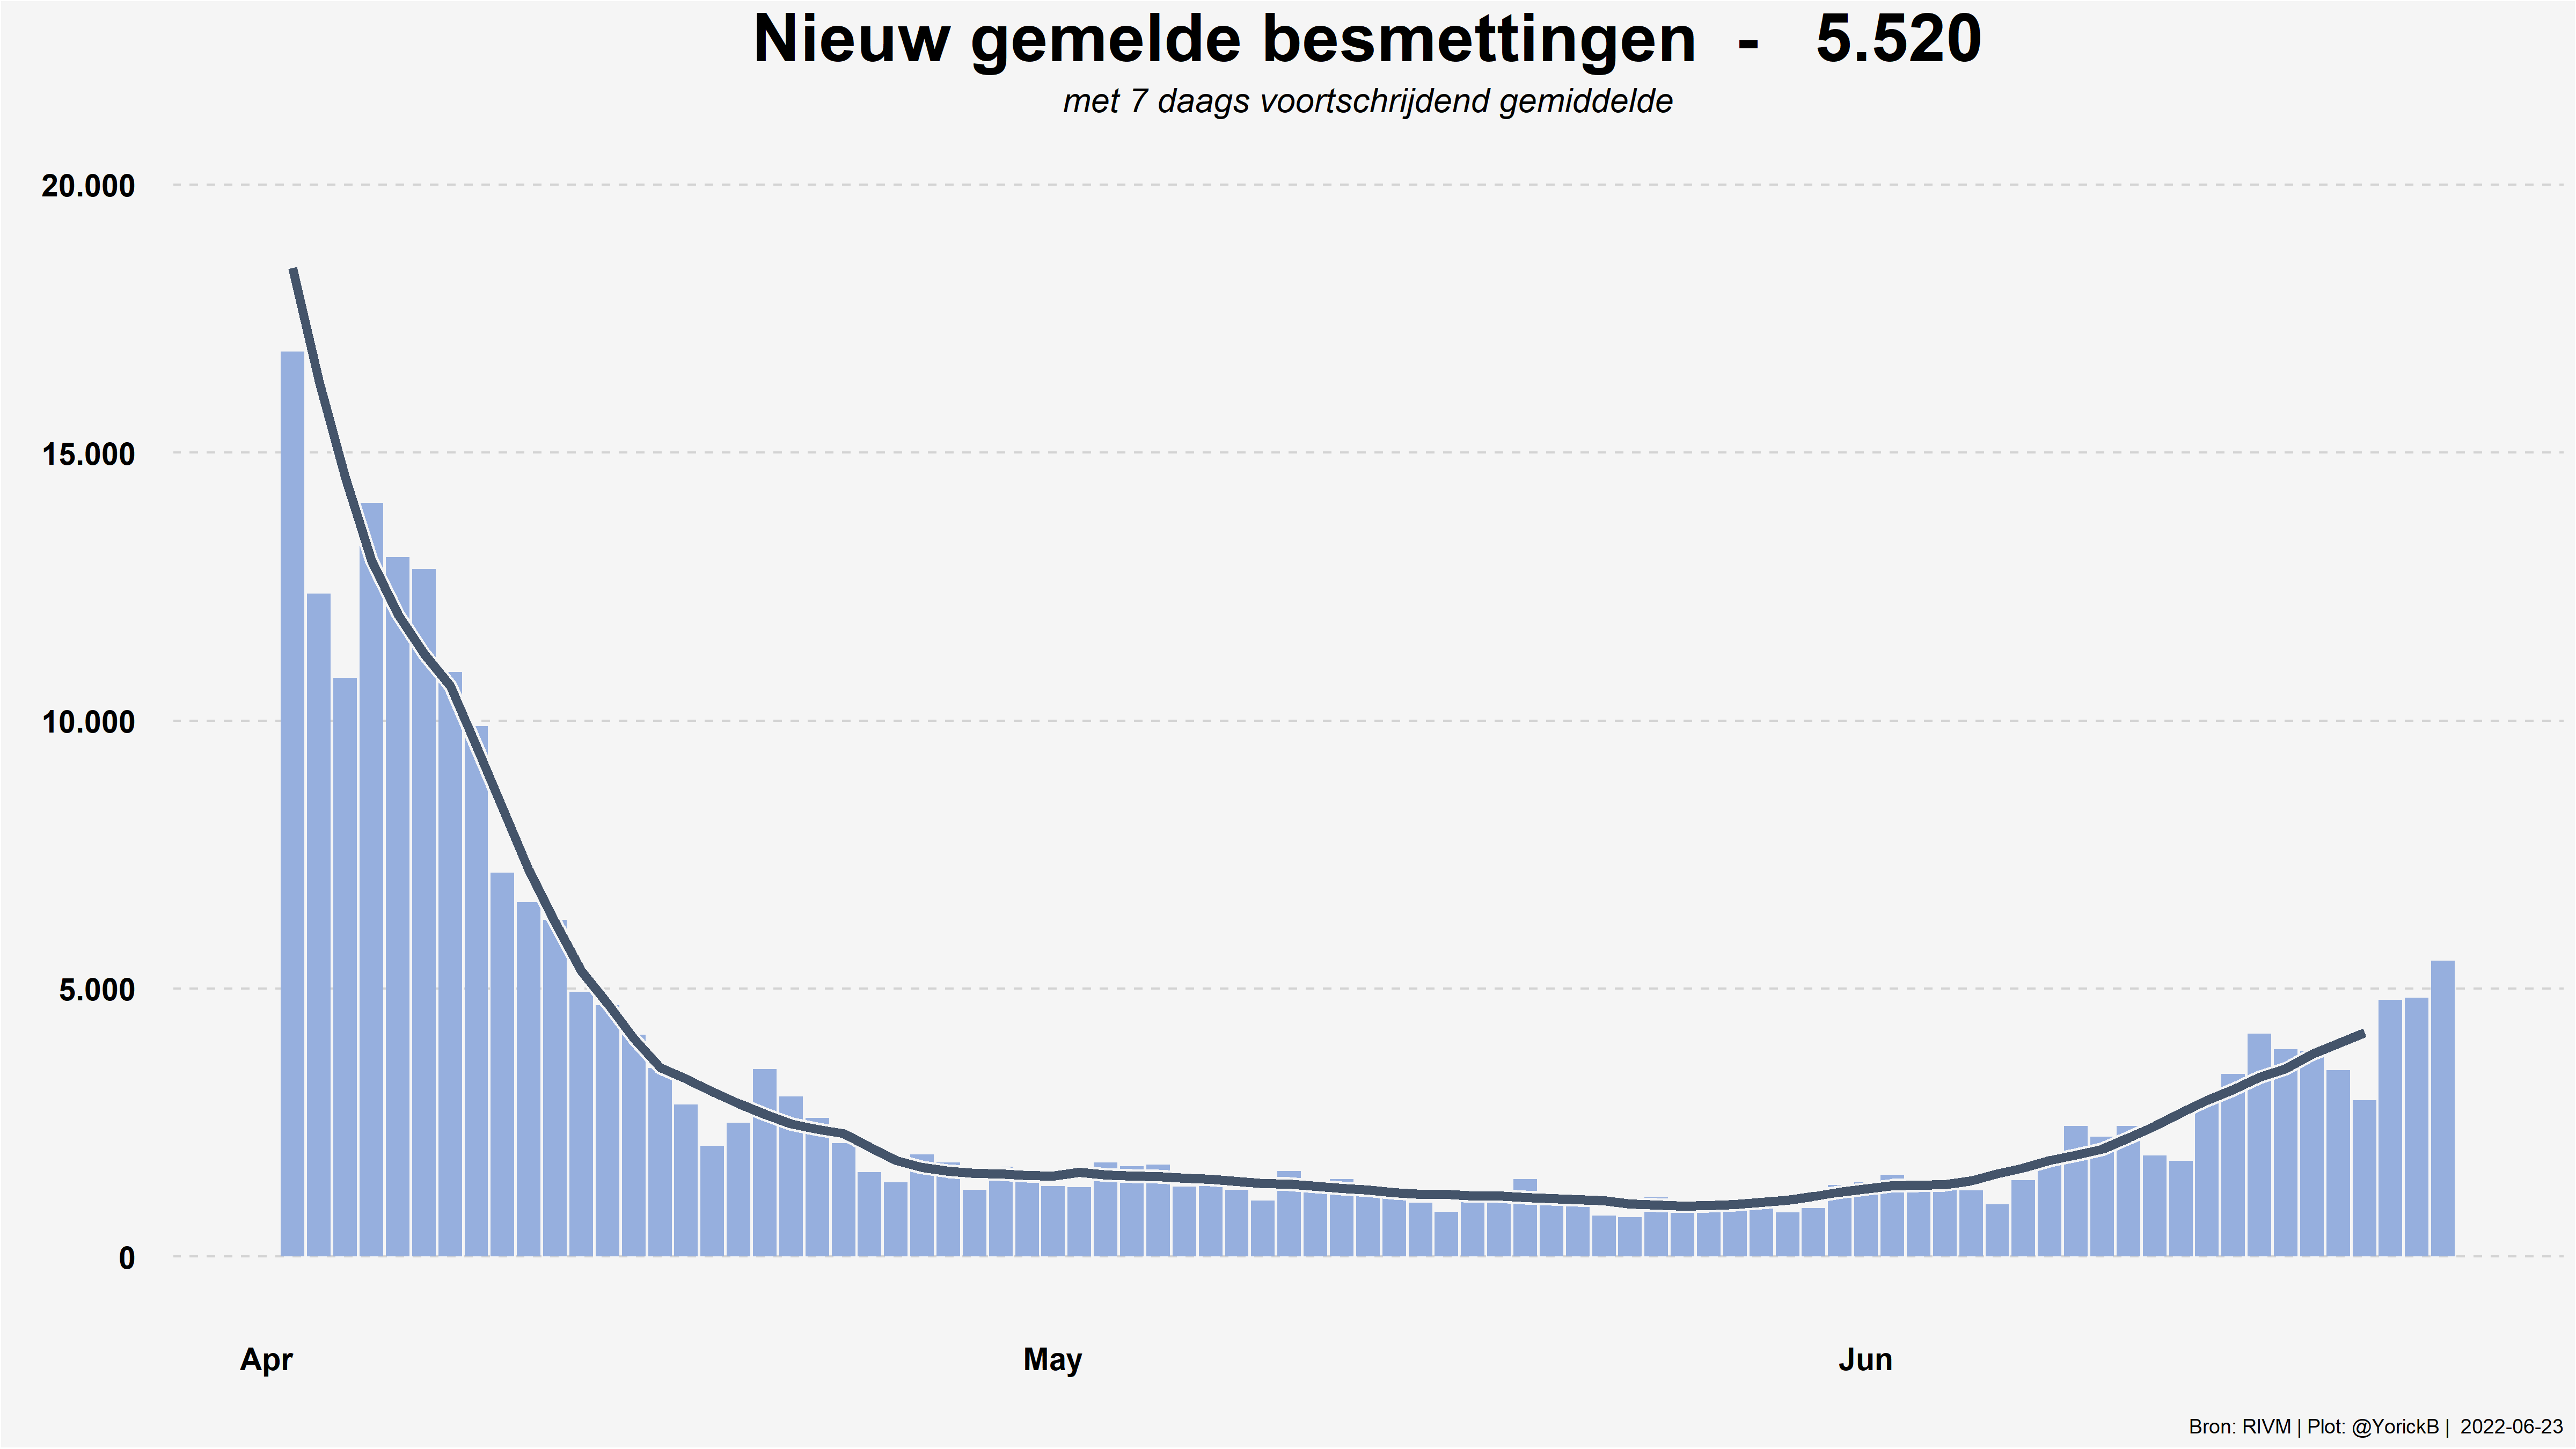 Nieuw gemelde besmettingen - 5.520
met 7 daags voortschrijdend gemiddelde
20.000
15.000
10.000
5.000
0
Apr May Jun
Bron: RIVM | Plot: @YorickB | 2022-06-23